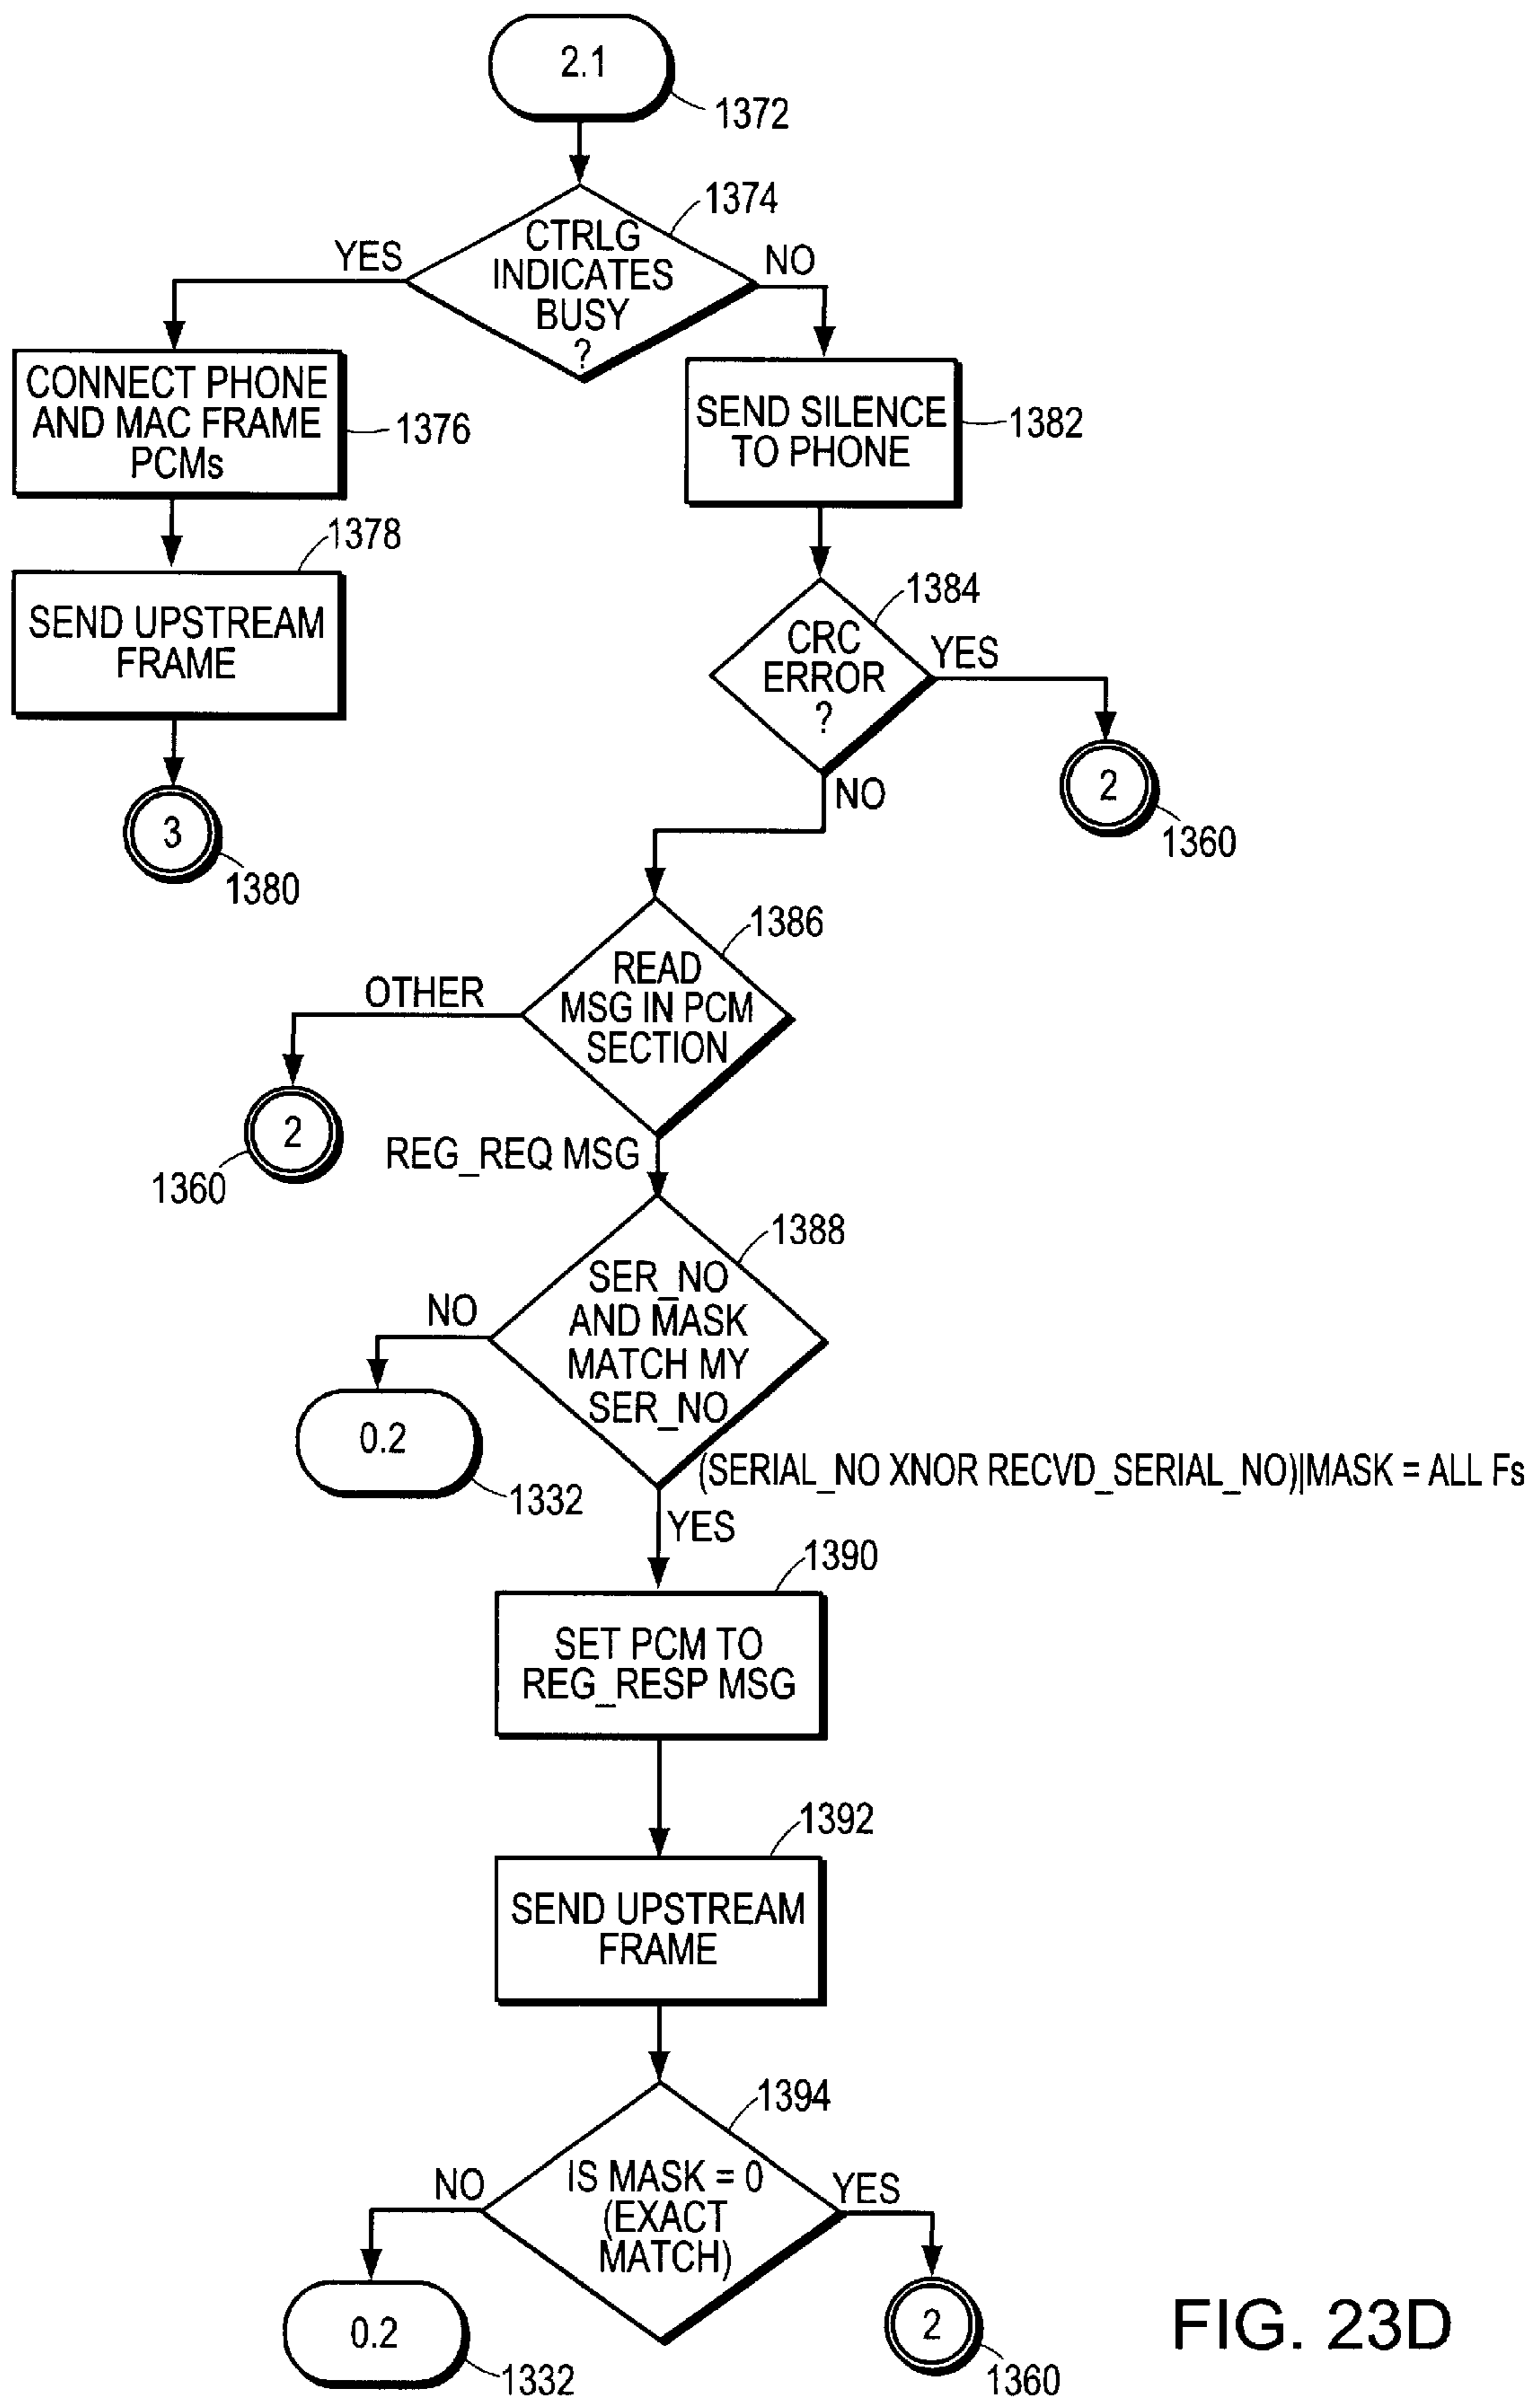 2.1
1372
1374
CTRLG
INDICATES
BUSY
?
YES
NO
CONNECT PHONE
AND MAC FRAME
PCMs
1376
SEND SILENCE
TO PHONE
1382
1378
SEND UPSTREAM
FRAME
1384
CRC
ERROR
?
YES
NO
2
1360
3
1380
1386
READ
MSG IN PCM
SECTION
OTHER
2
1360
REG_REQ MSG
1388
SER_NO
AND MASK
MATCH MY
SER_NO
NO
0.2
1332
(SERIAL_NO XNOR RECVD_SERIAL_NO)|MASK = ALL Fs
YES
1390
SET PCM TO
REG_RESP MSG
1392
SEND UPSTREAM
FRAME
1394
IS MASK = 0
(EXACT
MATCH)
NO
YES
0.2
1332
2
1360
FIG. 23D